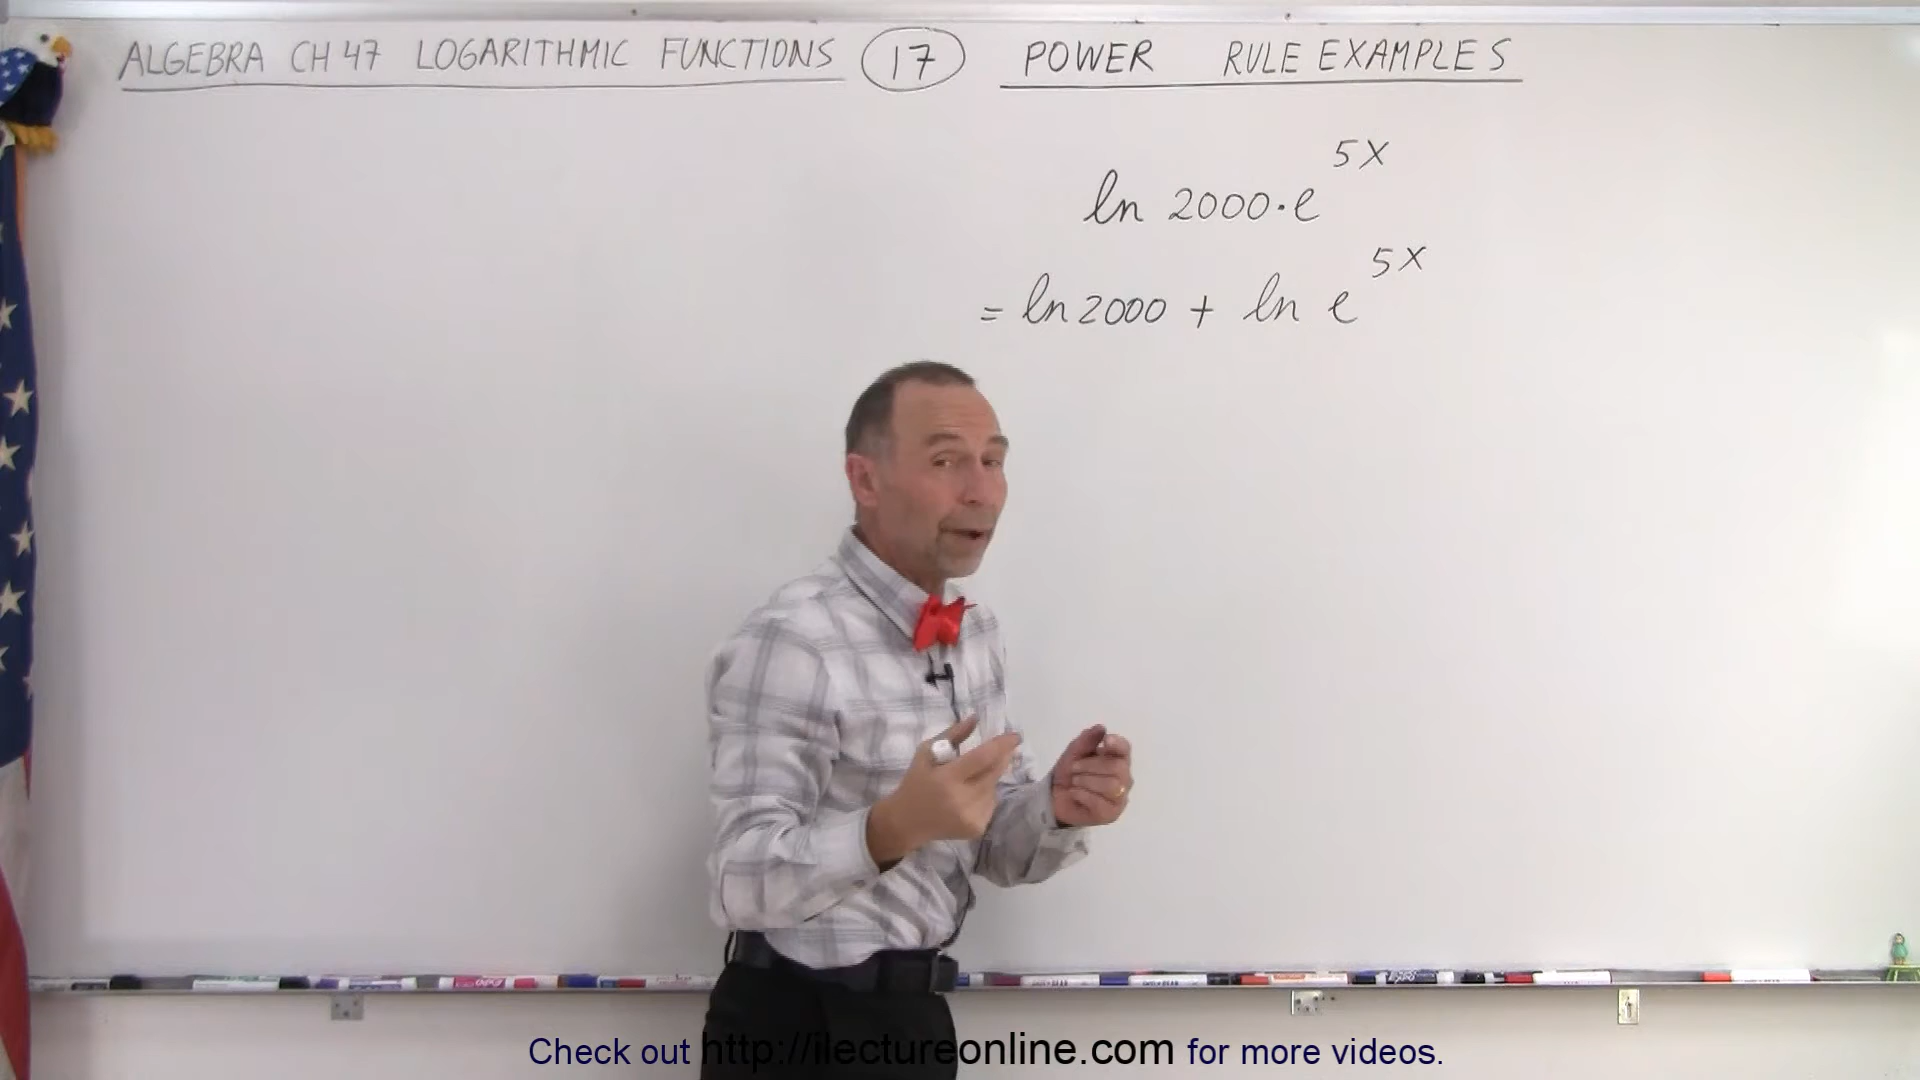 ALGEBRA CH 47 LOGARITHMIC FUNCTIONS 17 POWER RULE EXAMPLES
ln 2000·e^5x
= ln 2000 + ln e^5x
Check out http://ilectureonline.com for more videos.